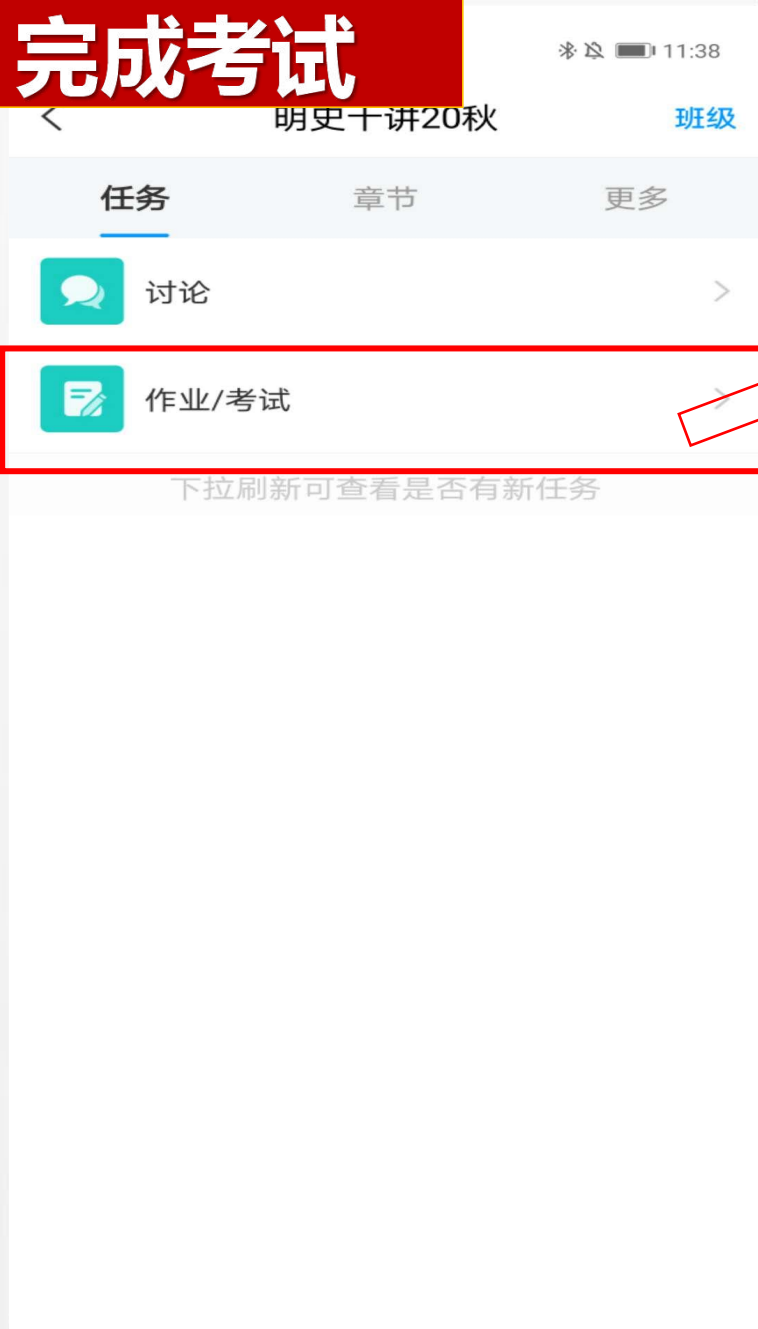 完成考试
11:38
明史十讲20秋
班级
任务
章节
更多
讨论
作业/考试
下拉刷新可查看是否有新任务